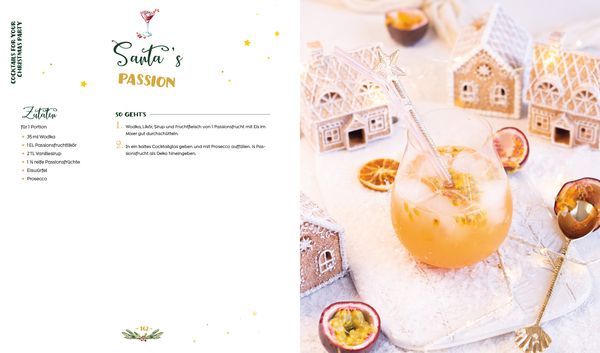 COCKTAILS FOR YOUR
CHRISTMAS PARTY
Santa's
PASSION
Zutaten
für 1 Portion
35 ml Wodka
1 EL Passionsfruchtlikör
2 TL Vanillesirup
1 ½ reife Passionsfrüchte
Eiswürfel
Prosecco
SO GEHT'S
1. Wodka, Likör, Sirup und Fruchtfleisch von 1 Passionsfrucht mit Eis im
Mixer gut durchschütteln.
2. In ein kaltes Cocktailglas geben und mit Prosecco auffüllen. ½ Pas-
sionsfrucht als Deko hineingeben.
162